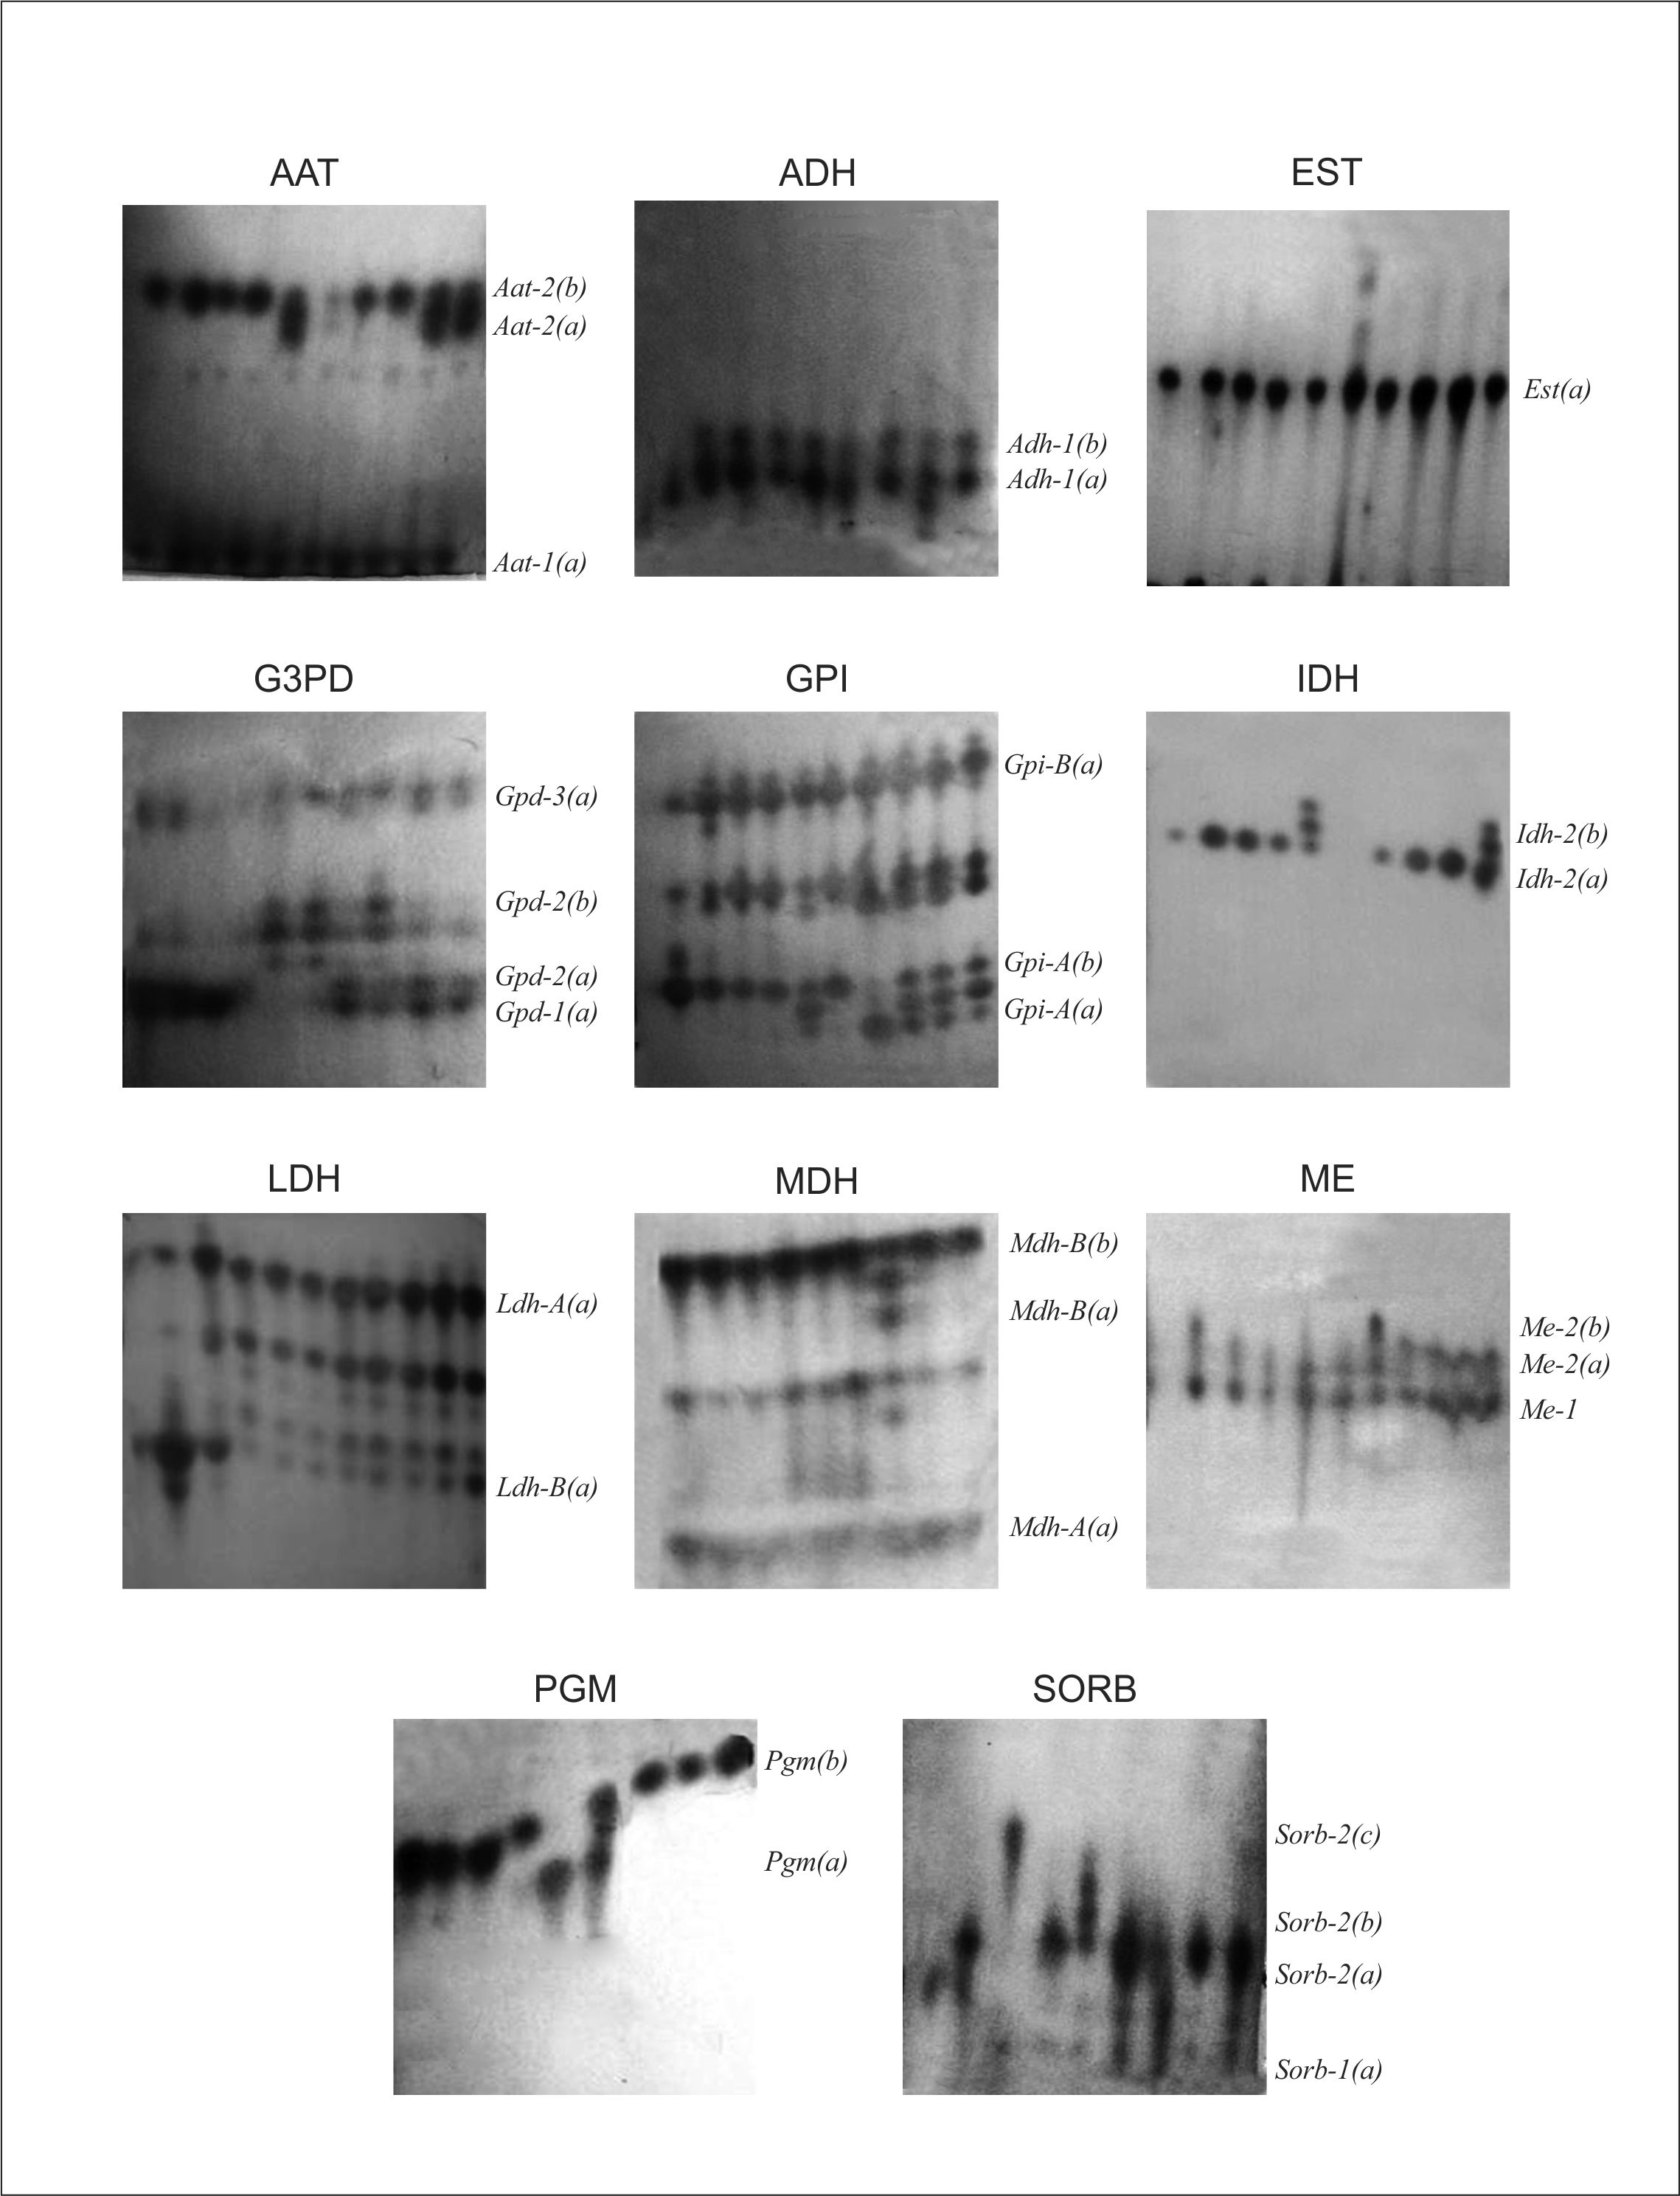 AAT
ADH
EST
Aat-2(b)
Aat-2(a)
Aat-1(a)
Adh-1(b)
Adh-1(a)
Est(a)
G3PD
GPI
IDH
Gpd-3(a)
Gpd-2(b)
Gpd-2(a)
Gpd-1(a)
Gpi-B(a)
Gpi-A(b)
Gpi-A(a)
Idh-2(b)
Idh-2(a)
LDH
MDH
ME
Ldh-A(a)
Ldh-B(a)
Mdh-B(b)
Mdh-B(a)
Mdh-A(a)
Me-2(b)
Me-2(a)
Me-1
PGM
SORB
Pgm(b)
Pgm(a)
Sorb-2(c)
Sorb-2(b)
Sorb-2(a)
Sorb-1(a)